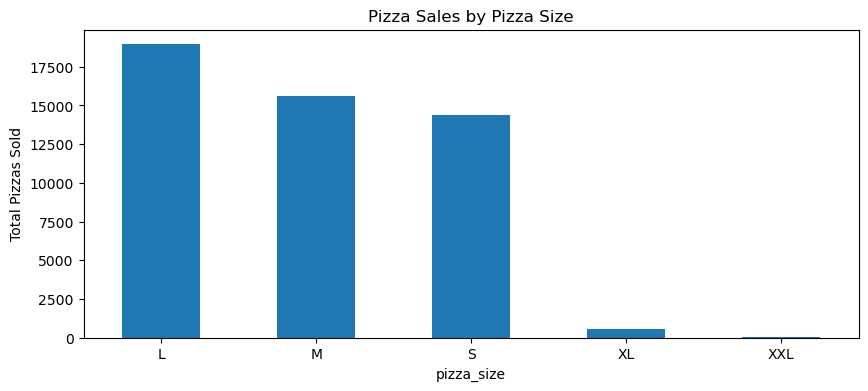 Pizza Sales by Pizza Size
Total Pizzas Sold
17500
15000
12500
10000
7500
5000
2500
0
L M S XL XXL
pizza_size